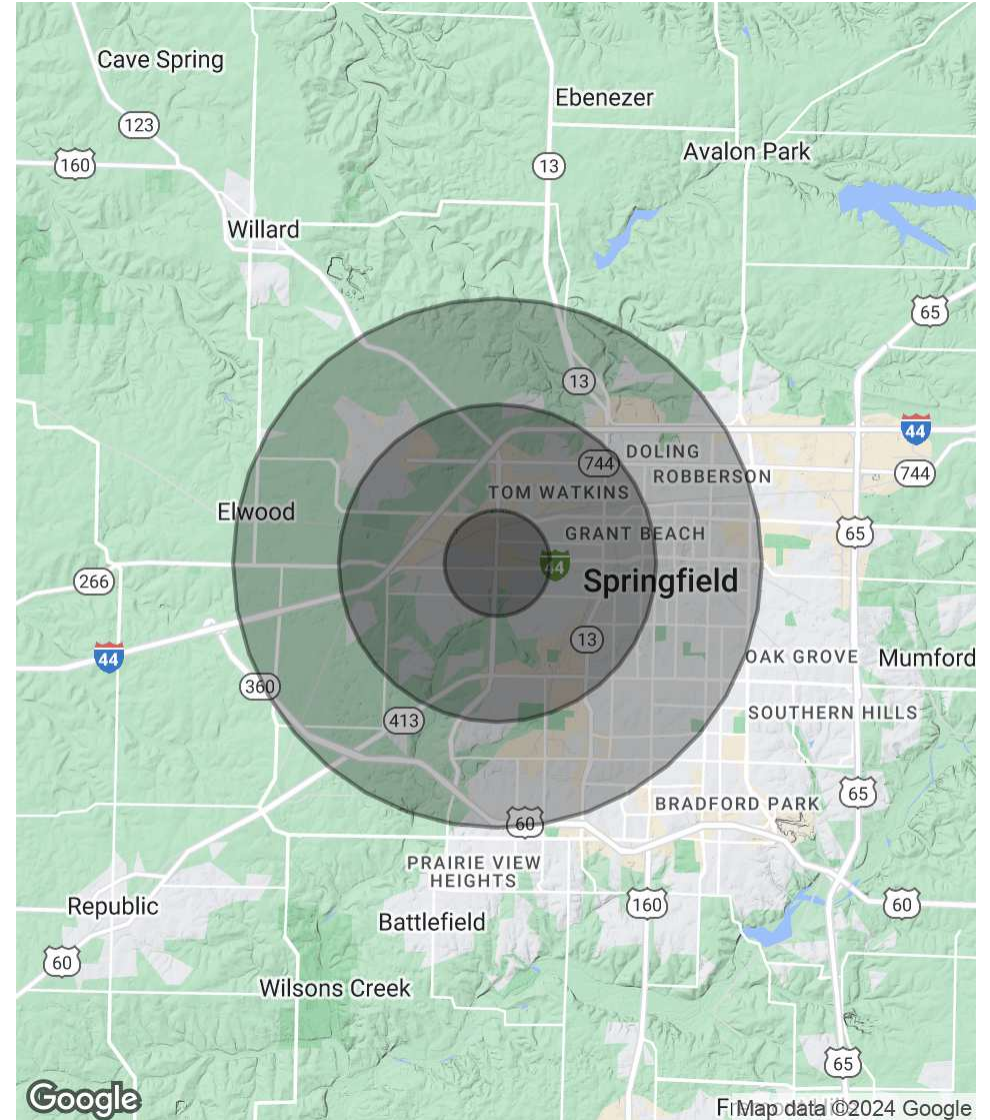 Cave Spring
Ebenezer
123
Avalon Park
160
13
Willard
65
13
44
DOLING
744
ROBBERSON
744
TOM WATKINS
Elwood
GRANT BEACH
65
44
Springfield
266
13
OAK GROVE
Mumford
44
360
SOUTHERN HILLS
413
65
BRADFORD PARK
60
PRAIRIE VIEW
HEIGHTS
Republic
160
60
Battlefield
60
Wilsons Creek
65
Google
Map data ©2024 Google